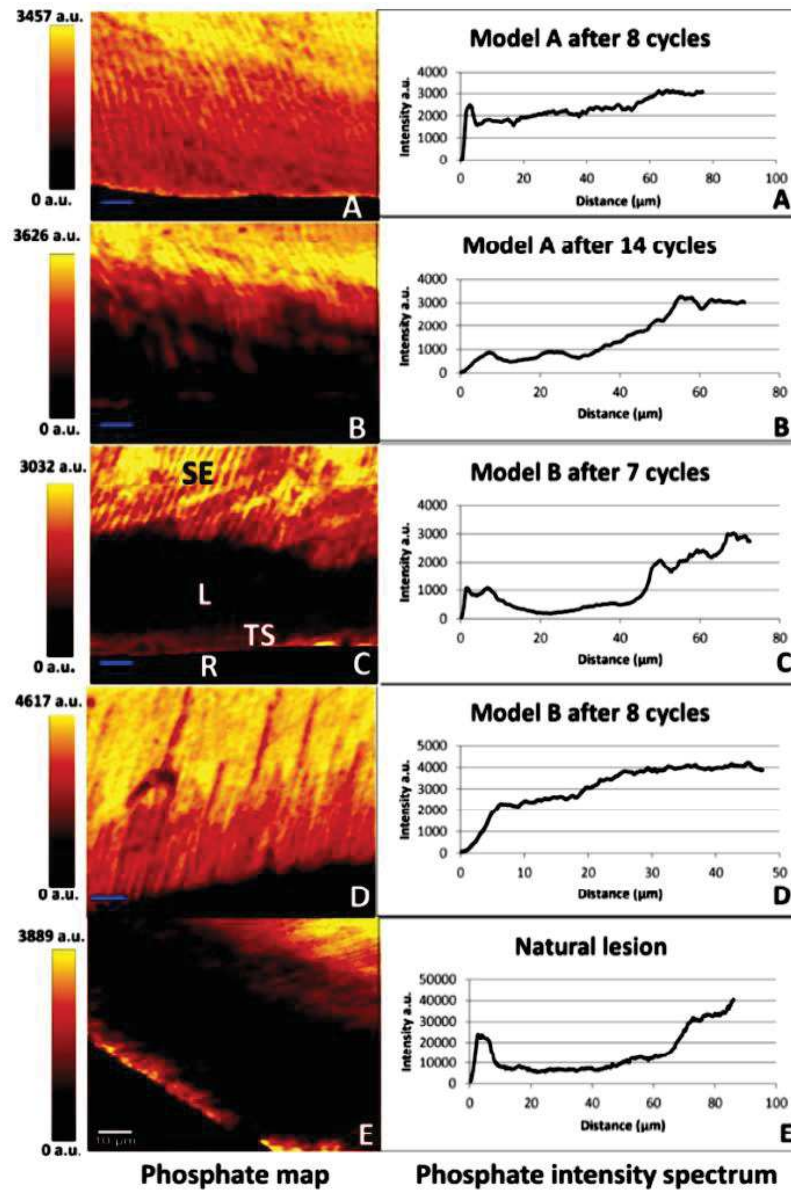 3457 a.u.
0 a.u.
A
Model A after 8 cycles
Intensity a.u.
4000
3000
2000
1000
0
0 20 40 60 80 100
Distance (µm)
A
3626 a.u.
0 a.u.
B
Model A after 14 cycles
Intensity a.u.
4000
3000
2000
1000
0
0 20 40 60 80
Distance (µm)
B
3032 a.u.
0 a.u.
SE
L
TS
R
C
Model B after 7 cycles
Intensity a.u.
4000
3000
2000
1000
0
0 20 40 60 80
Distance (µm)
C
4617 a.u.
0 a.u.
D
Model B after 8 cycles
Intensity a.u.
5000
4000
3000
2000
1000
0
0 10 20 30 40 50
Distance (µm)
D
3889 a.u.
0 a.u.
10 µm
E
Natural lesion
Intensity a.u.
50000
40000
30000
20000
10000
0
0 20 40 60 80 100
Distance (µm)
E
Phosphate map
Phosphate intensity spectrum